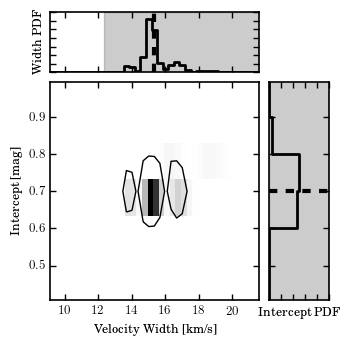 Width PDF
0.9
0.8
0.7
0.6
0.5
Intercept [mag]
10 12 14 16 18 20
Velocity Width [km/s]
Intercept PDF